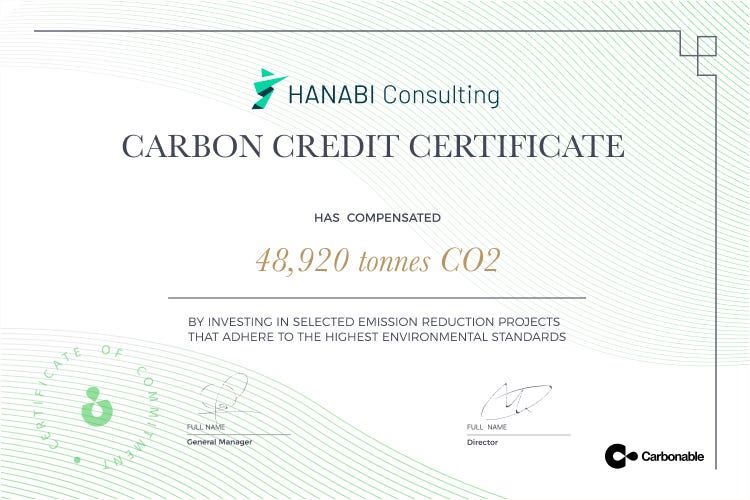 HANABI Consulting
CARBON CREDIT CERTIFICATE
HAS COMPENSATED
48,920 tonnes CO2
BY INVESTING IN SELECTED EMISSION REDUCTION PROJECTS
THAT ADHERE TO THE HIGHEST ENVIRONMENTAL STANDARDS
CERTIFICATE OF COMMITMENT
FULL NAME
General Manager
FULL NAME
Director
Carbonable